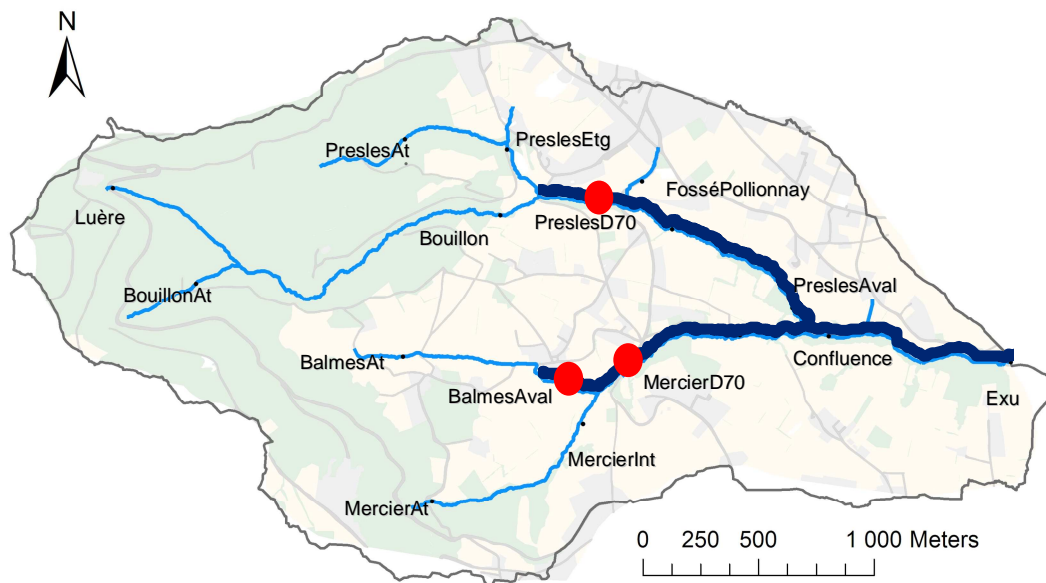 N
PreslesEtg
PreslesAt
FosséPollionnay
Luère
PreslesD70
Bouillon
PreslesAval
BouillonAt
BalmesAt
Confluence
MercierD70
BalmesAval
Exu
MercierInt
MercierAt
0 250 500 1 000 Meters